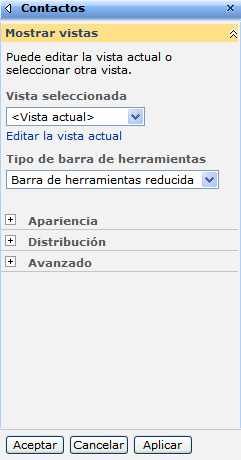 Contactos
Mostrar vistas
Puede editar la vista actual o
seleccionar otra vista.
Vista seleccionada
<Vista actual>
Editar la vista actual
Tipo de barra de herramientas
Barra de herramientas reducida
Apariencia
Distribución
Avanzado
Aceptar Cancelar Aplicar